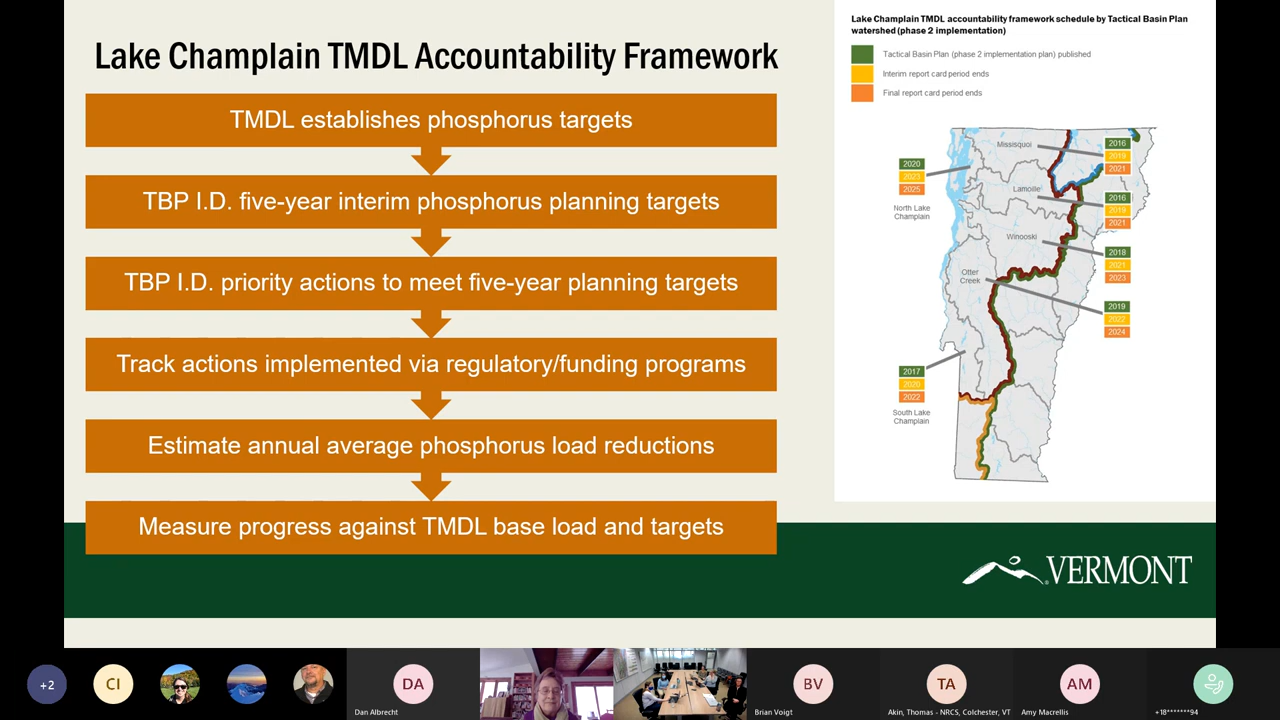 Lake Champlain TMDL Accountability Framework
TMDL establishes phosphorus targets
TBP I.D. five-year interim phosphorus planning targets
TBP I.D. priority actions to meet five-year planning targets
Track actions implemented via regulatory/funding programs
Estimate annual average phosphorus load reductions
Measure progress against TMDL base load and targets
Lake Champlain TMDL accountability framework schedule by Tactical Basin Plan
watershed (phase 2 implementation)
Tactical Basin Plan (phase 2 implementation plan) published
Interim report card period ends
Final report card period ends
Missisquoi
2016
2019
2021
2020
2023
2025
North Lake
Champlain
Lamoille
2016
2019
2021
Winooski
2018
2021
2023
Otter
Creek
2019
2022
2024
2017
2020
2022
South Lake
Champlain
VERMONT
+2
CI
DA
Dan Albrecht
BV
Brian Voigt
TA
Akin, Thomas - NRCS, Colchester, VT
AM
Amy Macrellis
+18*******94